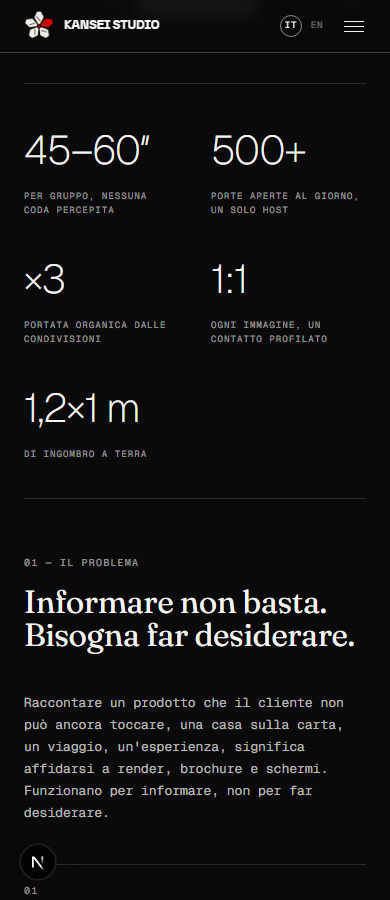 KANSEI STUDIO
IT EN
45–60″
500+
PER GRUPPO, NESSUNA
CODA PERCEPITA
PORTE APERTE AL GIORNO,
UN SOLO HOST
×3
1:1
PORTATA ORGANICA DALLE
CONDIVISIONI
OGNI IMMAGINE, UN
CONTATTO PROFILATO
1,2×1 m
DI INGOMBRO A TERRA
01 — IL PROBLEMA
Informare non basta.
Bisogna far desiderare.
Raccontare un prodotto che il cliente non
può ancora toccare, una casa sulla carta,
un viaggio, un'esperienza, significa
affidarsi a render, brochure e schermi.
Funzionano per informare, non per far
desiderare.
N
01